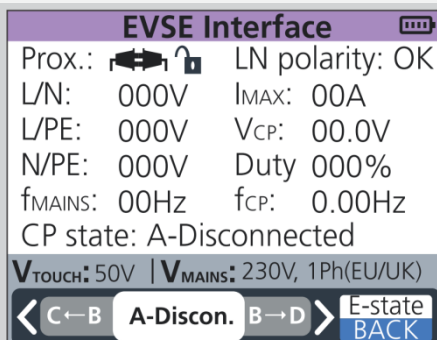 EVSE Interface
Prox.: LN polarity: OK
L/N: 000V IMAX: 00A
L/PE: 000V VCP: 00.0V
N/PE: 000V Duty 000%
fMAINS: 00Hz fCP: 0.00Hz
CP state: A-Disconnected
VTOUCH: 50V | VMAINS: 230V, 1Ph(EU/UK)
C←B A-Discon. B→D E-state
BACK